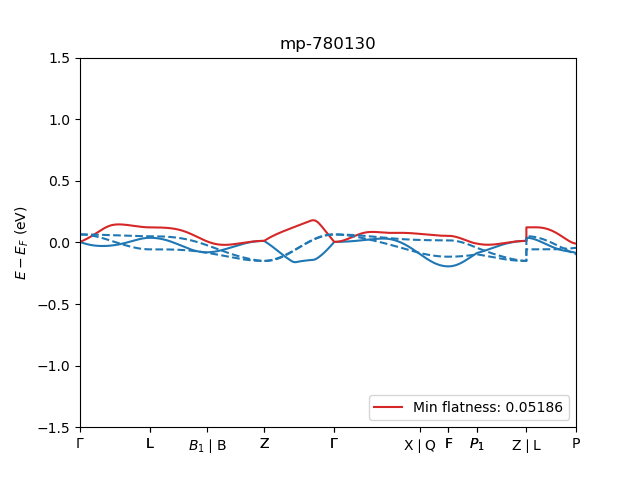 mp-780130
E − E_F (eV)
1.5
1.0
0.5
0.0
−0.5
−1.0
−1.5
Min flatness: 0.05186
Γ L B₁ | B Z Γ X | Q F P₁ Z | L P